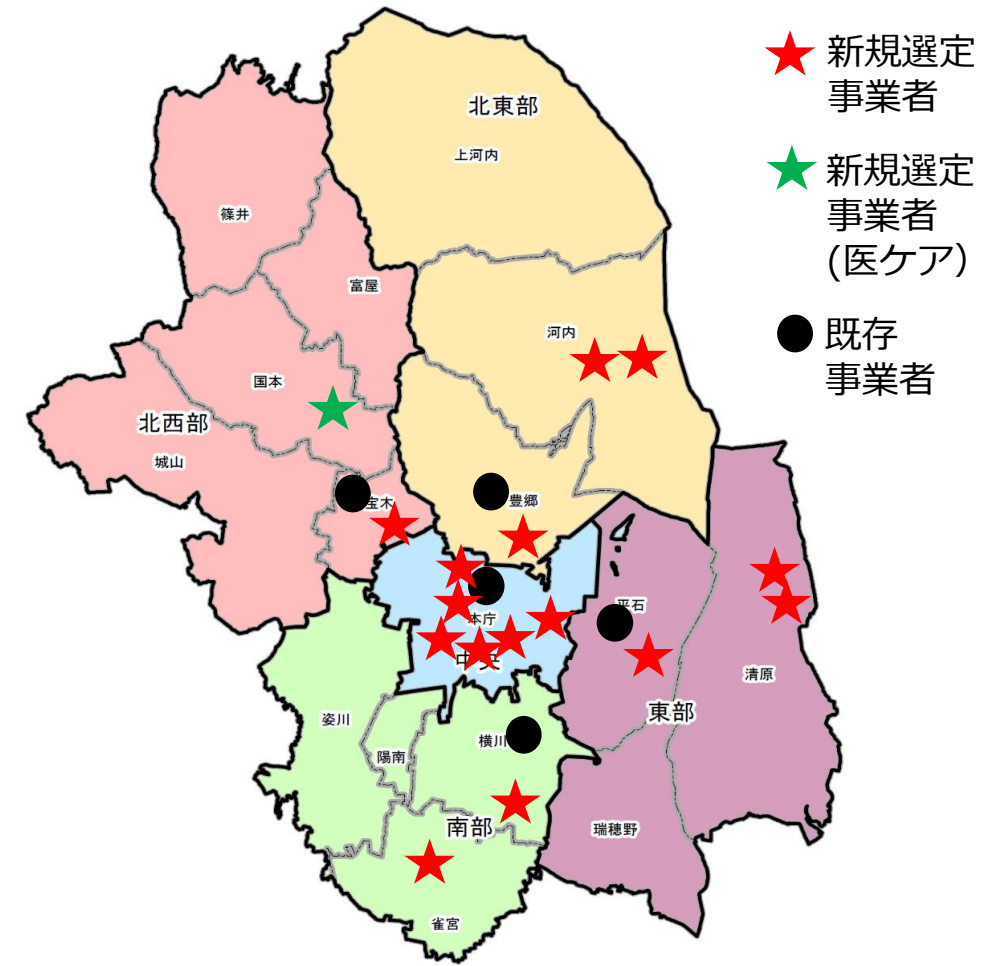 新規選定
事業者
新規選定
事業者
(医ケア)
既存
事業者
北東部
上河内
篠井
富屋
河内
国本
北西部
城山
宝木
豊郷
平石
本庁
中央
清原
東部
姿川
横川
陽南
南部
瑞穂野
雀宮